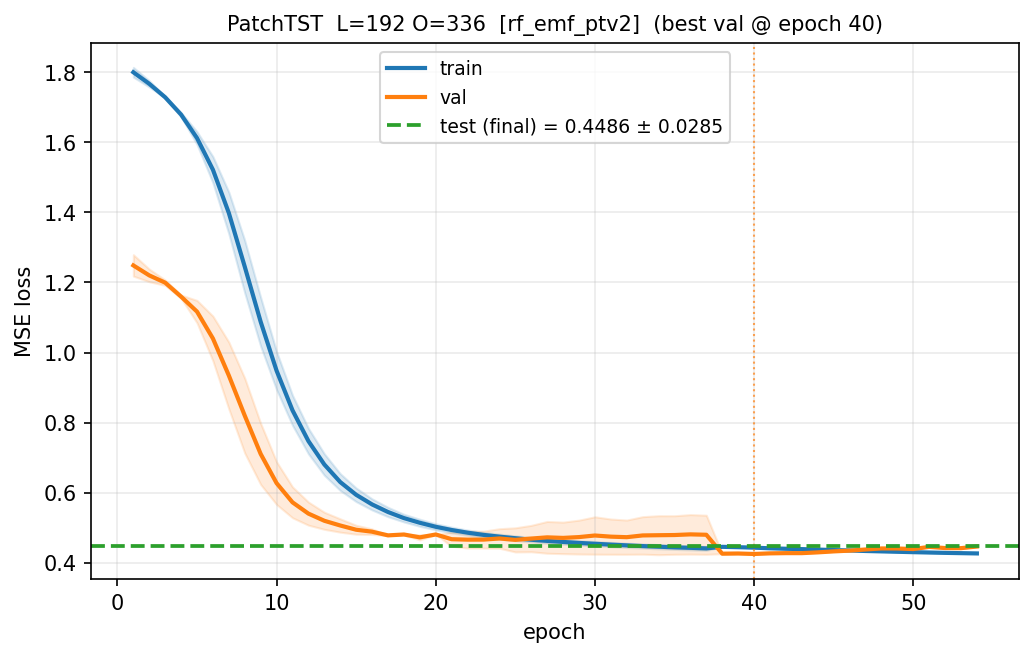 PatchTST L=192 O=336 [rf_emf_ptv2] (best val @ epoch 40)
train
val
test (final) = 0.4486 ± 0.0285
MSE loss
1.8
1.6
1.4
1.2
1.0
0.8
0.6
0.4
0 10 20 30 40 50
epoch